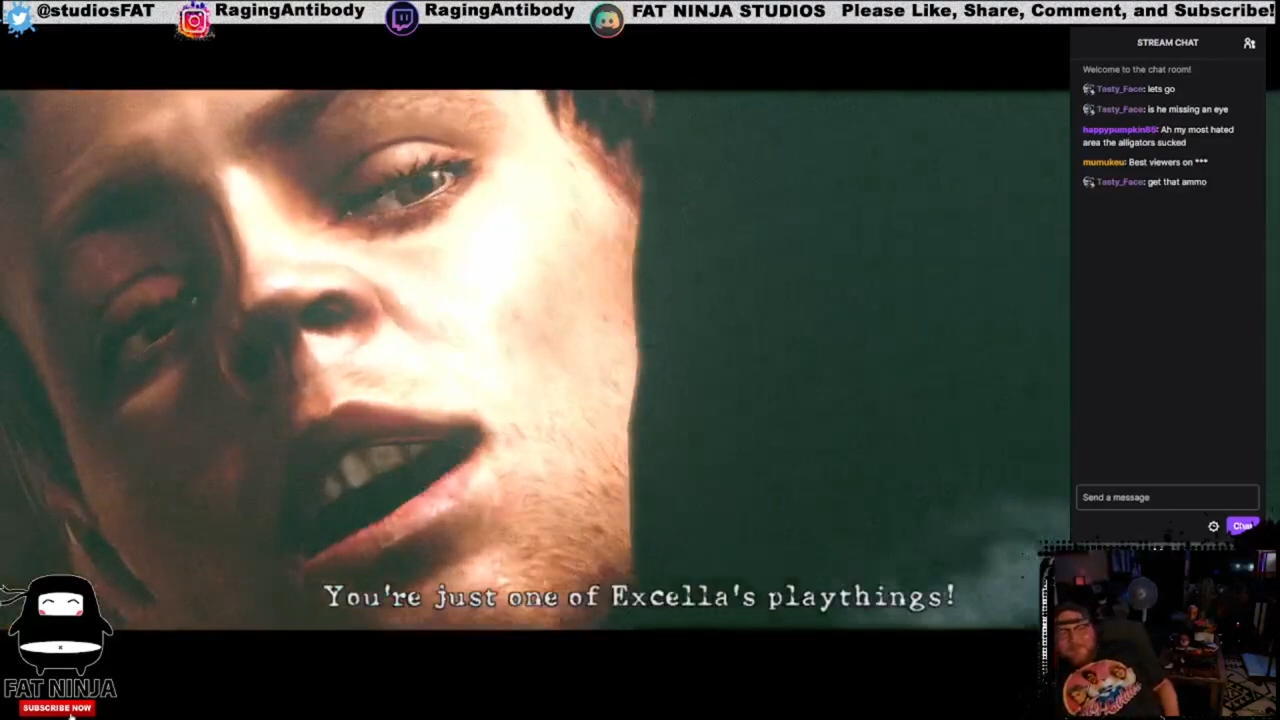 @studiosFAT RagingAntibody RagingAntibody FAT NINJA STUDIOS Please Like, Share, Comment, and Subscribe!
STREAM CHAT
Welcome to the chat room!
Tasty_Face: lets go
Tasty_Face: is he missing an eye
happypumpkin85: Ah my most hated
area the alligators sucked
mumukeu: Best viewers on ***
Tasty_Face: get that ammo
Send a message
Chat
You're just one of Excella's playthings!
FAT NINJA
SUBSCRIBE NOW